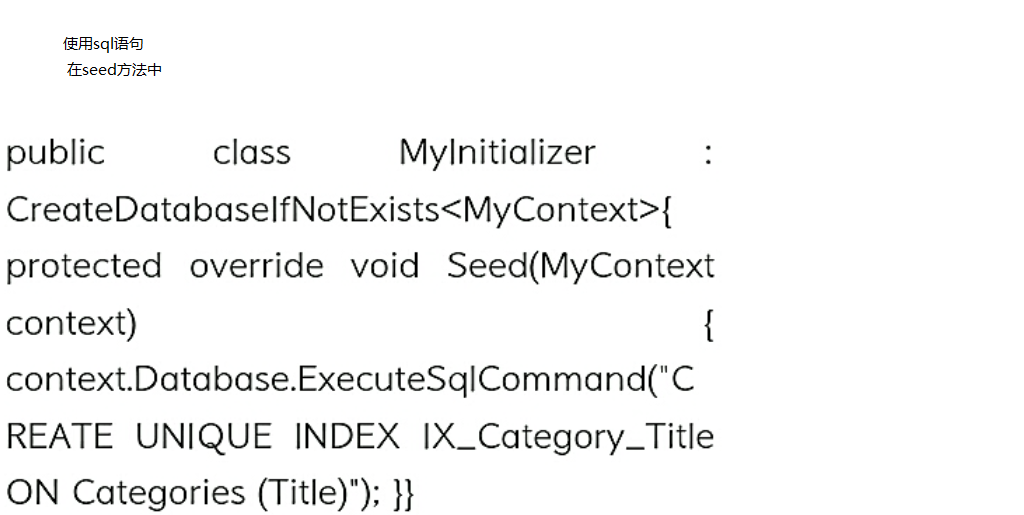 使用sql语句
在seed方法中
public class MyInitializer :
CreateDatabaseIfNotExists<MyContext>{
protected override void Seed(MyContext
context) {
context.Database.ExecuteSqlCommand("C
REATE UNIQUE INDEX IX_Category_Title
ON Categories (Title)"); }}